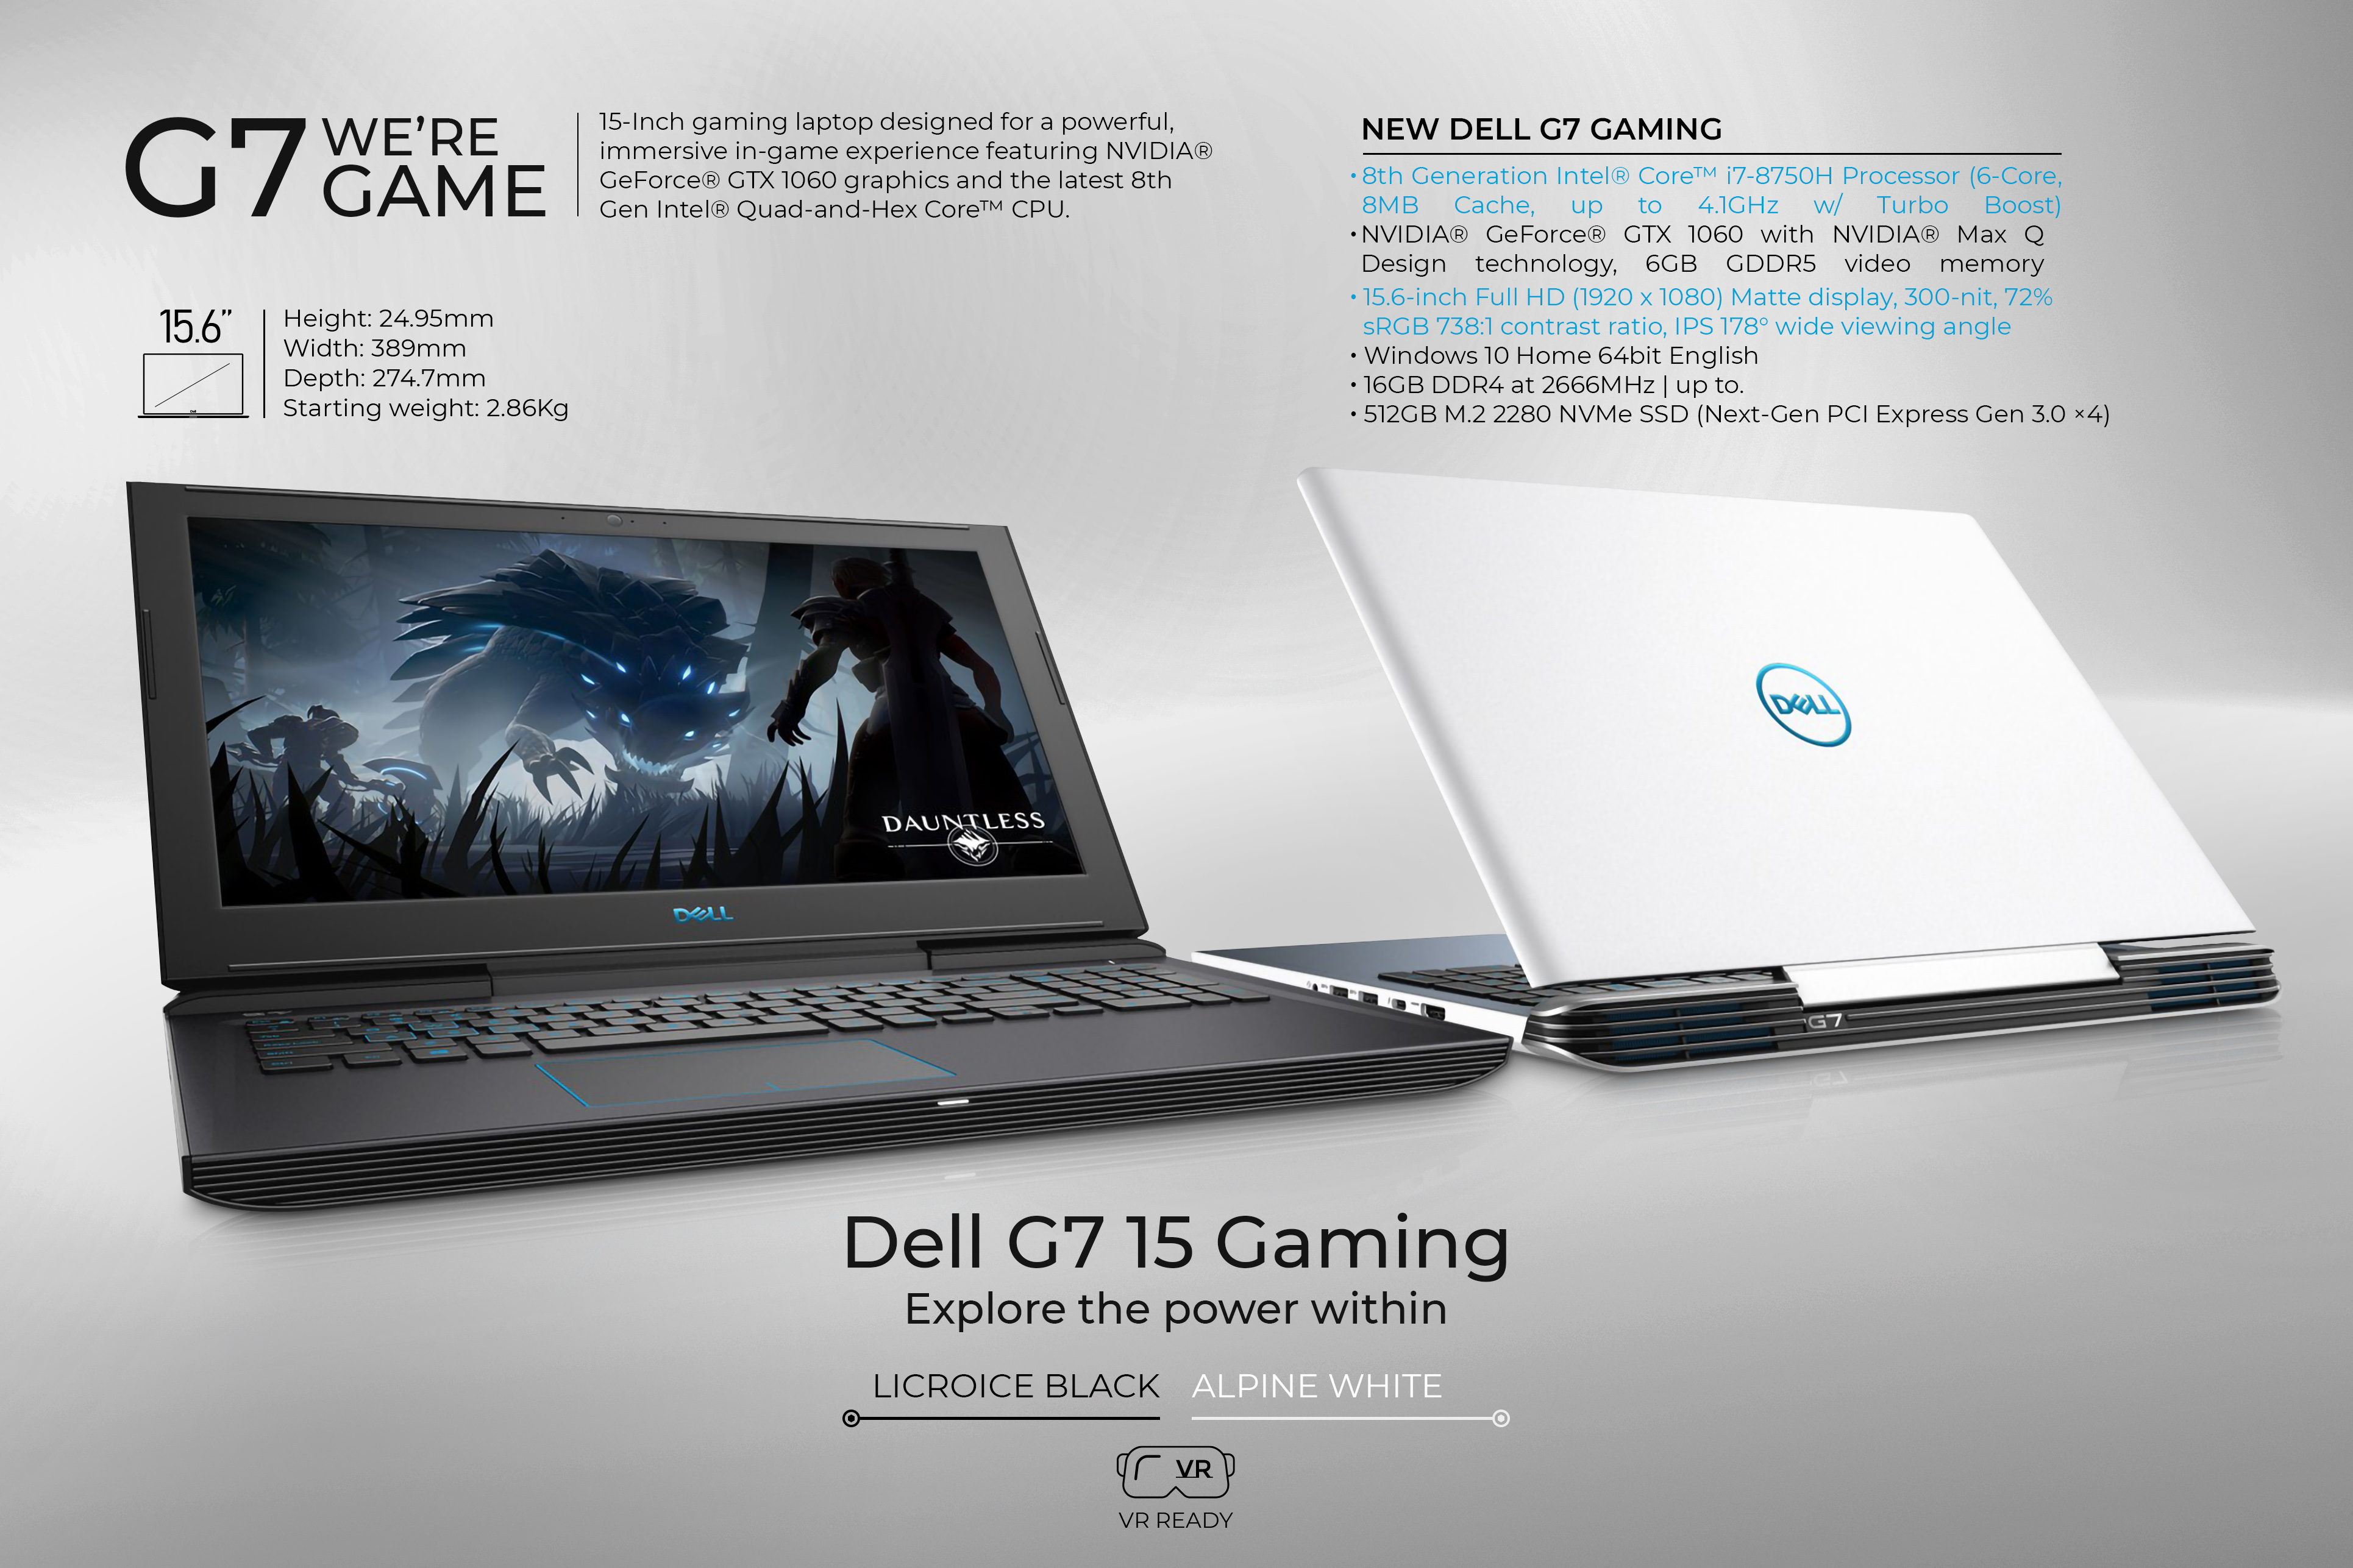 G7 WE'RE
GAME
15-Inch gaming laptop designed for a powerful,
immersive in-game experience featuring NVIDIA®
GeForce® GTX 1060 graphics and the latest 8th
Gen Intel® Quad-and-Hex Core™ CPU.
15.6”
Height: 24.95mm
Width: 389mm
Depth: 274.7mm
Starting weight: 2.86Kg
NEW DELL G7 GAMING
•8th Generation Intel® Core™ i7-8750H Processor (6-Core,
8MB Cache, up to 4.1GHz w/ Turbo Boost)
•NVIDIA® GeForce® GTX 1060 with NVIDIA® Max Q
Design technology, 6GB GDDR5 video memory
•15.6-inch Full HD (1920 x 1080) Matte display, 300-nit, 72%
sRGB 738:1 contrast ratio, IPS 178° wide viewing angle
• Windows 10 Home 64bit English
• 16GB DDR4 at 2666MHz | up to.
• 512GB M.2 2280 NVMe SSD (Next-Gen PCI Express Gen 3.0 ×4)
DAUNTLESS
DELL
DELL
G7
Dell G7 15 Gaming
Explore the power within
LICROICE BLACK
ALPINE WHITE
VR
VR READY